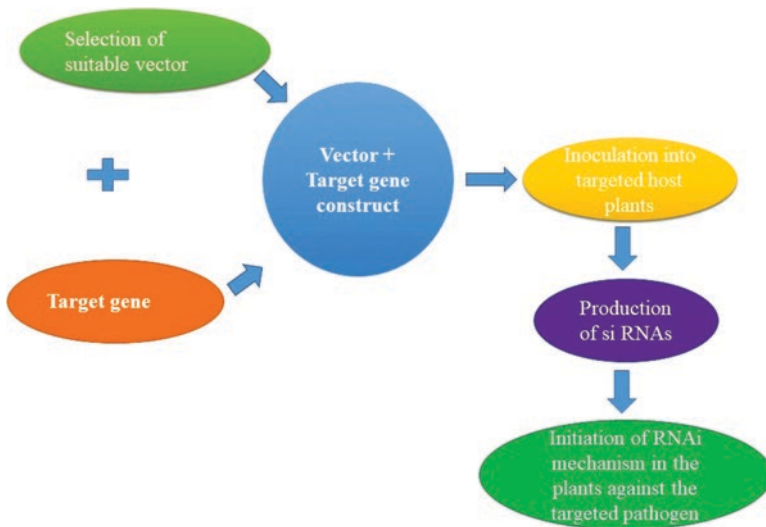 Selection of
suitable vector
Target gene
Vector +
Target gene
construct
Inoculation into
targeted host
plants
Production
of si RNAs
Initiation of RNAi
mechanism in the
plants against the
targeted pathogen